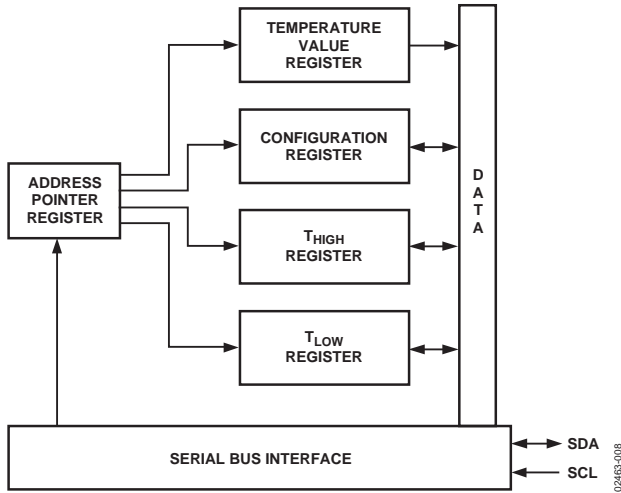 TEMPERATURE
VALUE
REGISTER
CONFIGURATION
REGISTER
ADDRESS
POINTER
REGISTER
THIGH
REGISTER
TLOW
REGISTER
D
A
T
A
SERIAL BUS INTERFACE
SDA
SCL
02463-008